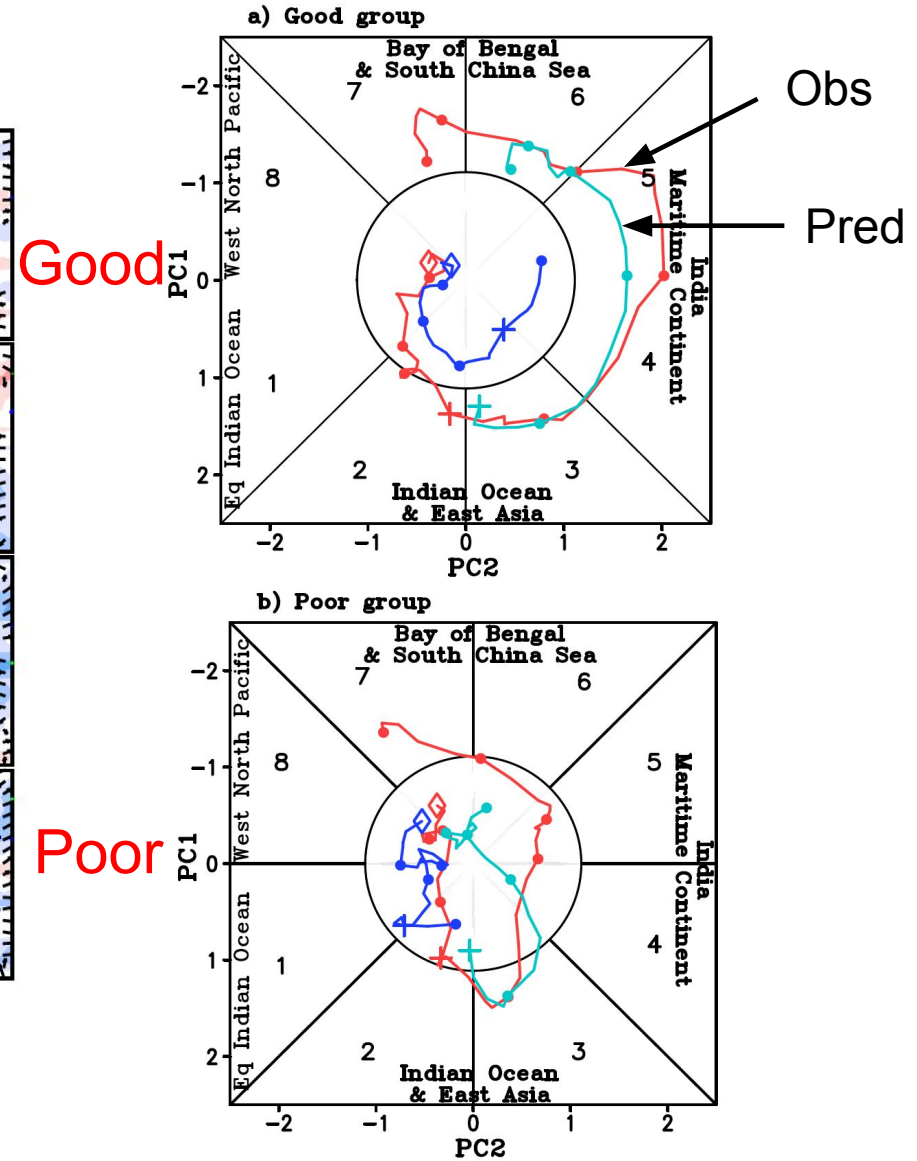 a) Good group
Bay of Bengal
& South China Sea
7
6
Obs
-2
-1
0
1
2
PC1
West North Pacific
Eq Indian Ocean
8
5
Good
Pred
Maritime Continent
India
1
4
2
3
Indian Ocean
& East Asia
-2
-1
0
1
2
PC2
b) Poor group
Bay of Bengal
& South China Sea
7
6
-2
-1
0
1
2
PC1
West North Pacific
Eq Indian Ocean
8
5
Poor
Maritime Continent
India
1
4
2
3
Indian Ocean
& East Asia
-2
-1
0
1
2
PC2